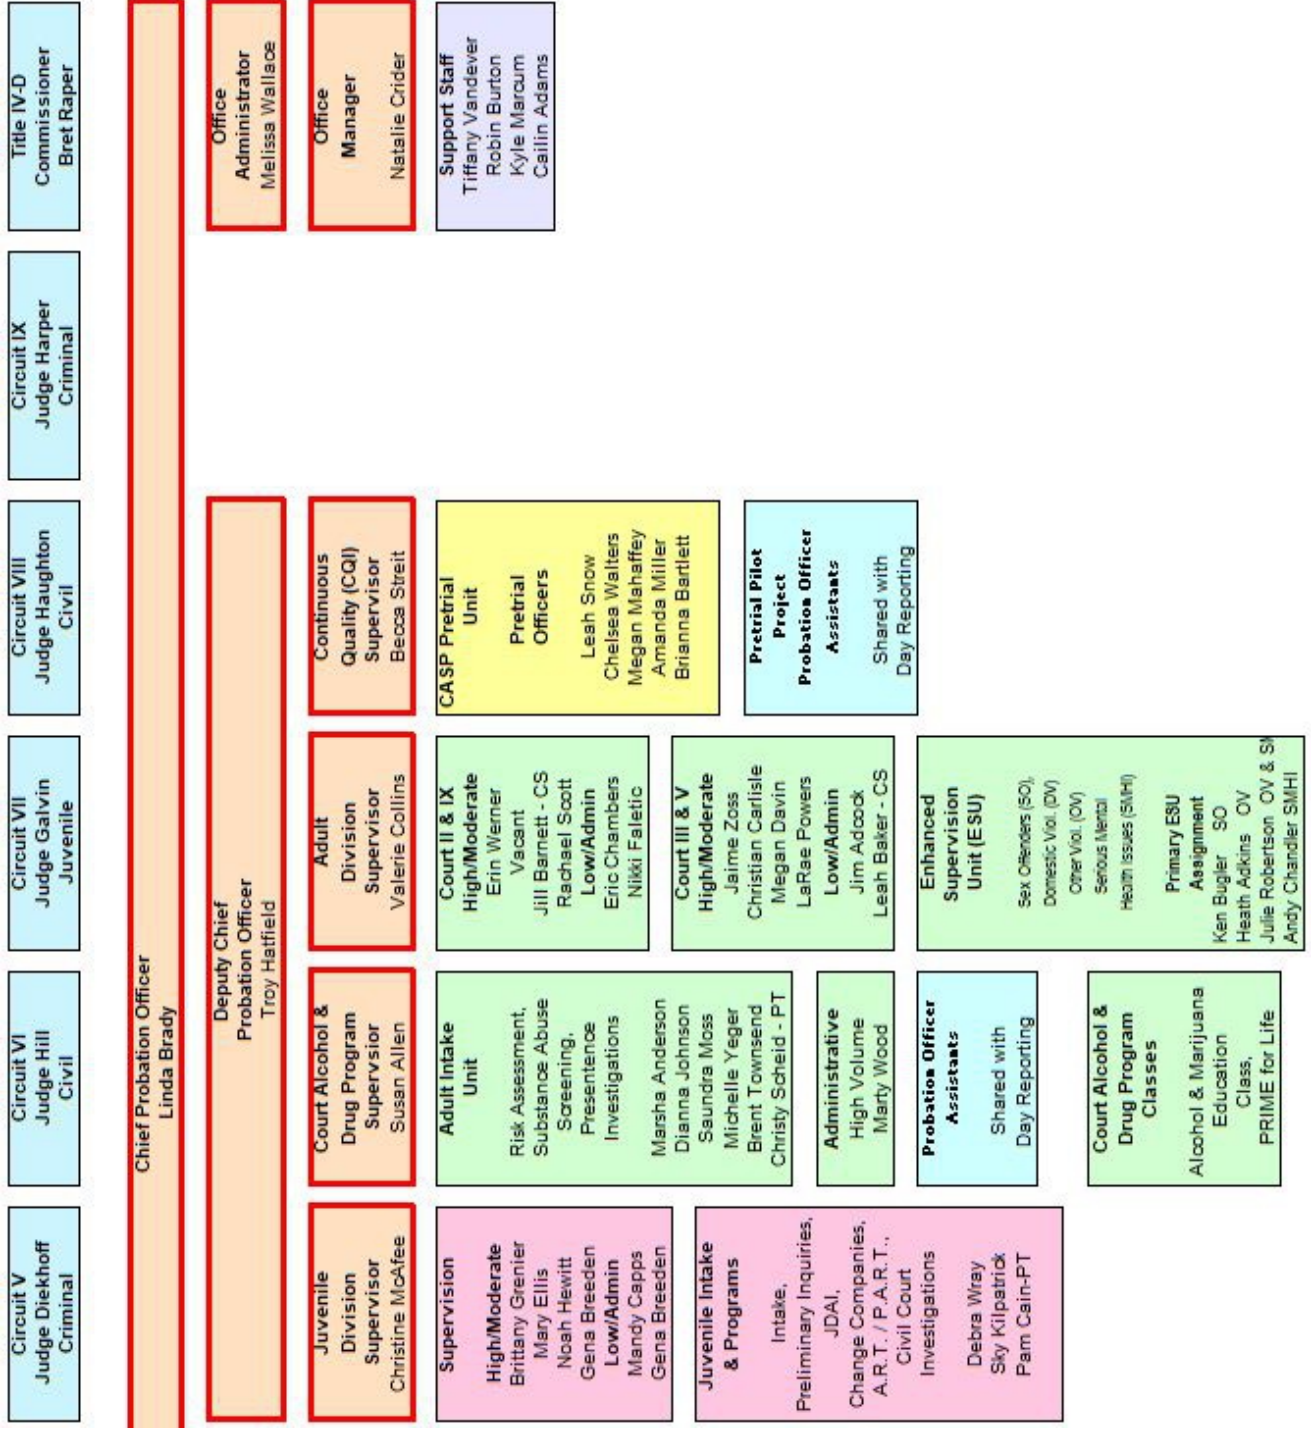 Circuit V
Judge Diekhoff
Criminal
Circuit VI
Judge Hill
Civil
Circuit VII
Judge Galvin
Juvenile
Circuit VIII
Judge Haughton
Civil
Circuit IX
Judge Harper
Criminal
Title IV-D
Commissioner
Bret Raper
Chief Probation Officer
Linda Brady
Deputy Chief
Probation Officer
Troy Hatfield
Office
Administrator
Melissa Wallace
Juvenile
Division
Supervisor
Christine McAfee
Court Alcohol &
Drug Program
Supervsior
Susan Allen
Adult
Division
Supervisor
Valerie Collins
Continuous
Quality (CQI)
Supervisor
Becca Streit
Office
Manager
Natalie Crider
Supervision
High/Moderate
Brittany Grenier
Mary Ellis
Noah Hewitt
Gena Breeden
Low/Admin
Mandy Capps
Gena Breeden
Juvenile Intake
& Programs
Intake,
Preliminary Inquiries,
JDAI,
Change Companies,
A.R.T. / P.A.R.T.,
Civil Court
Investigations
Debra Wray
Sky Kilpatrick
Pam Cain-PT
Adult Intake
Unit
Risk Assessment,
Substance Abuse
Screening,
Presentence
Investigations
Marsha Anderson
Dianna Johnson
Saundra Moss
Michelle Yeger
Brent Townsend
Christy Scheid - PT
Administrative
High Volume
Marty Wood
Probation Officer
Assistants
Shared with
Day Reporting
Court Alcohol &
Drug Program
Classes
Alcohol & Marijuana
Education
Class,
PRIME for Life
Court II & IX
High/Moderate
Erin Werner
Vacant
Jill Barnett - CS
Rachael Scott
Low/Admin
Eric Chambers
Nikki Faletic
Court III & V
High/Moderate
Jaime Zoss
Christian Carlisle
Megan Davin
LaRae Powers
Low/Admin
Jim Adcock
Leah Baker - CS
Enhanced
Supervision
Unit (ESU)
Sex Offenders (SO),
Domestic Viol. (DV)
Other Viol. (OV)
Serious Mental
Health Issues (SMHI)
Primary ESU
Assignment
Ken Bugler SO
Heath Adkins OV
Julie Robertson OV &
Andy Chandler SMHI
CASP Pretrial
Unit
Pretrial
Officers
Leah Snow
Chelsea Walters
Megan Mahaffey
Amanda Miller
Brianna Bartlett
Pretrial Pilot
Project
Probation Officer
Assistants
Shared with
Day Reporting
Support Staff
Tiffany Vandever
Robin Burton
Kyle Marcum
Cailin Adams